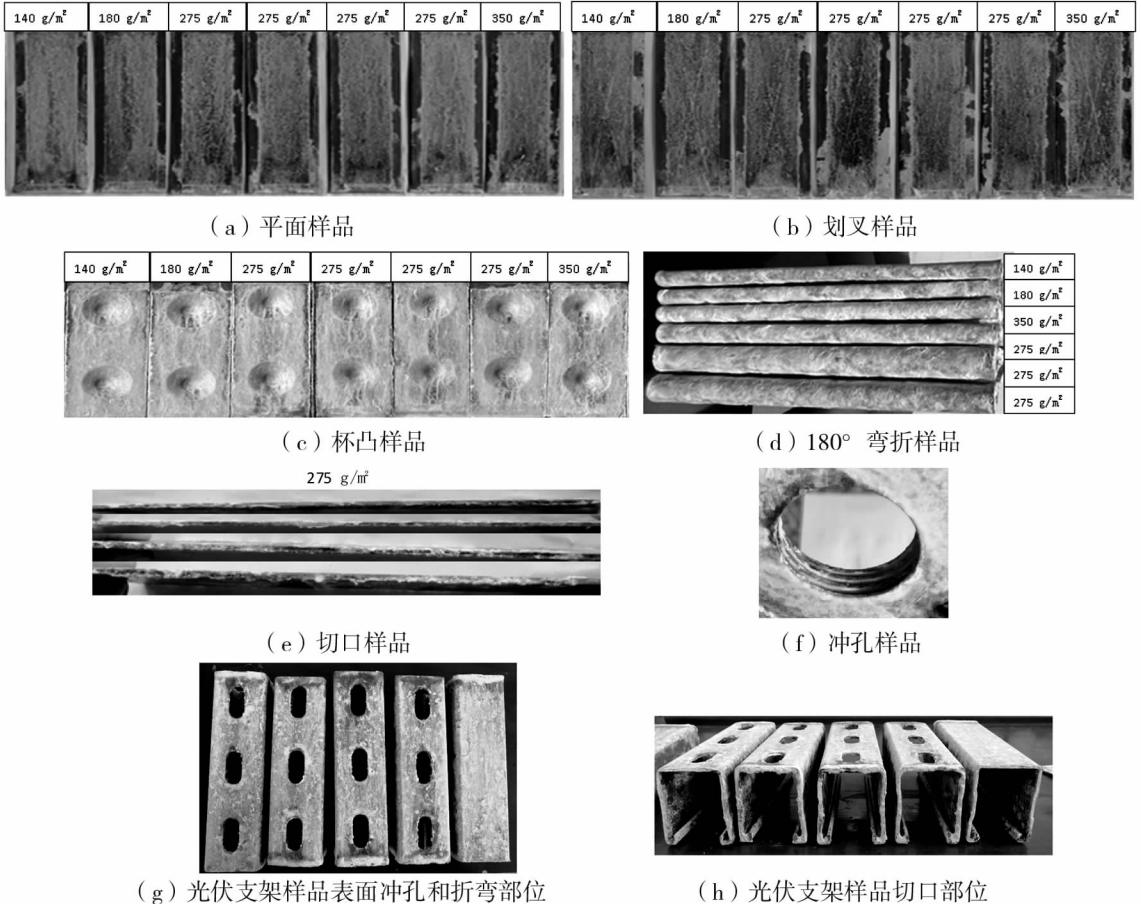 140 g/m² 180 g/m² 275 g/m² 275 g/m² 275 g/m² 275 g/m² 350 g/m²
140 g/m² 180 g/m² 275 g/m² 275 g/m² 275 g/m² 275 g/m² 350 g/m²
(a)平面样品
(b)划叉样品
140 g/m² 180 g/m² 275 g/m² 275 g/m² 275 g/m² 275 g/m² 350 g/m²
140 g/m²
180 g/m²
350 g/m²
275 g/m²
275 g/m²
275 g/m²
(c)杯凸样品
(d)180° 弯折样品
275 g/㎡
(e)切口样品
(f)冲孔样品
(g)光伏支架样品表面冲孔和折弯部位
(h)光伏支架样品切口部位